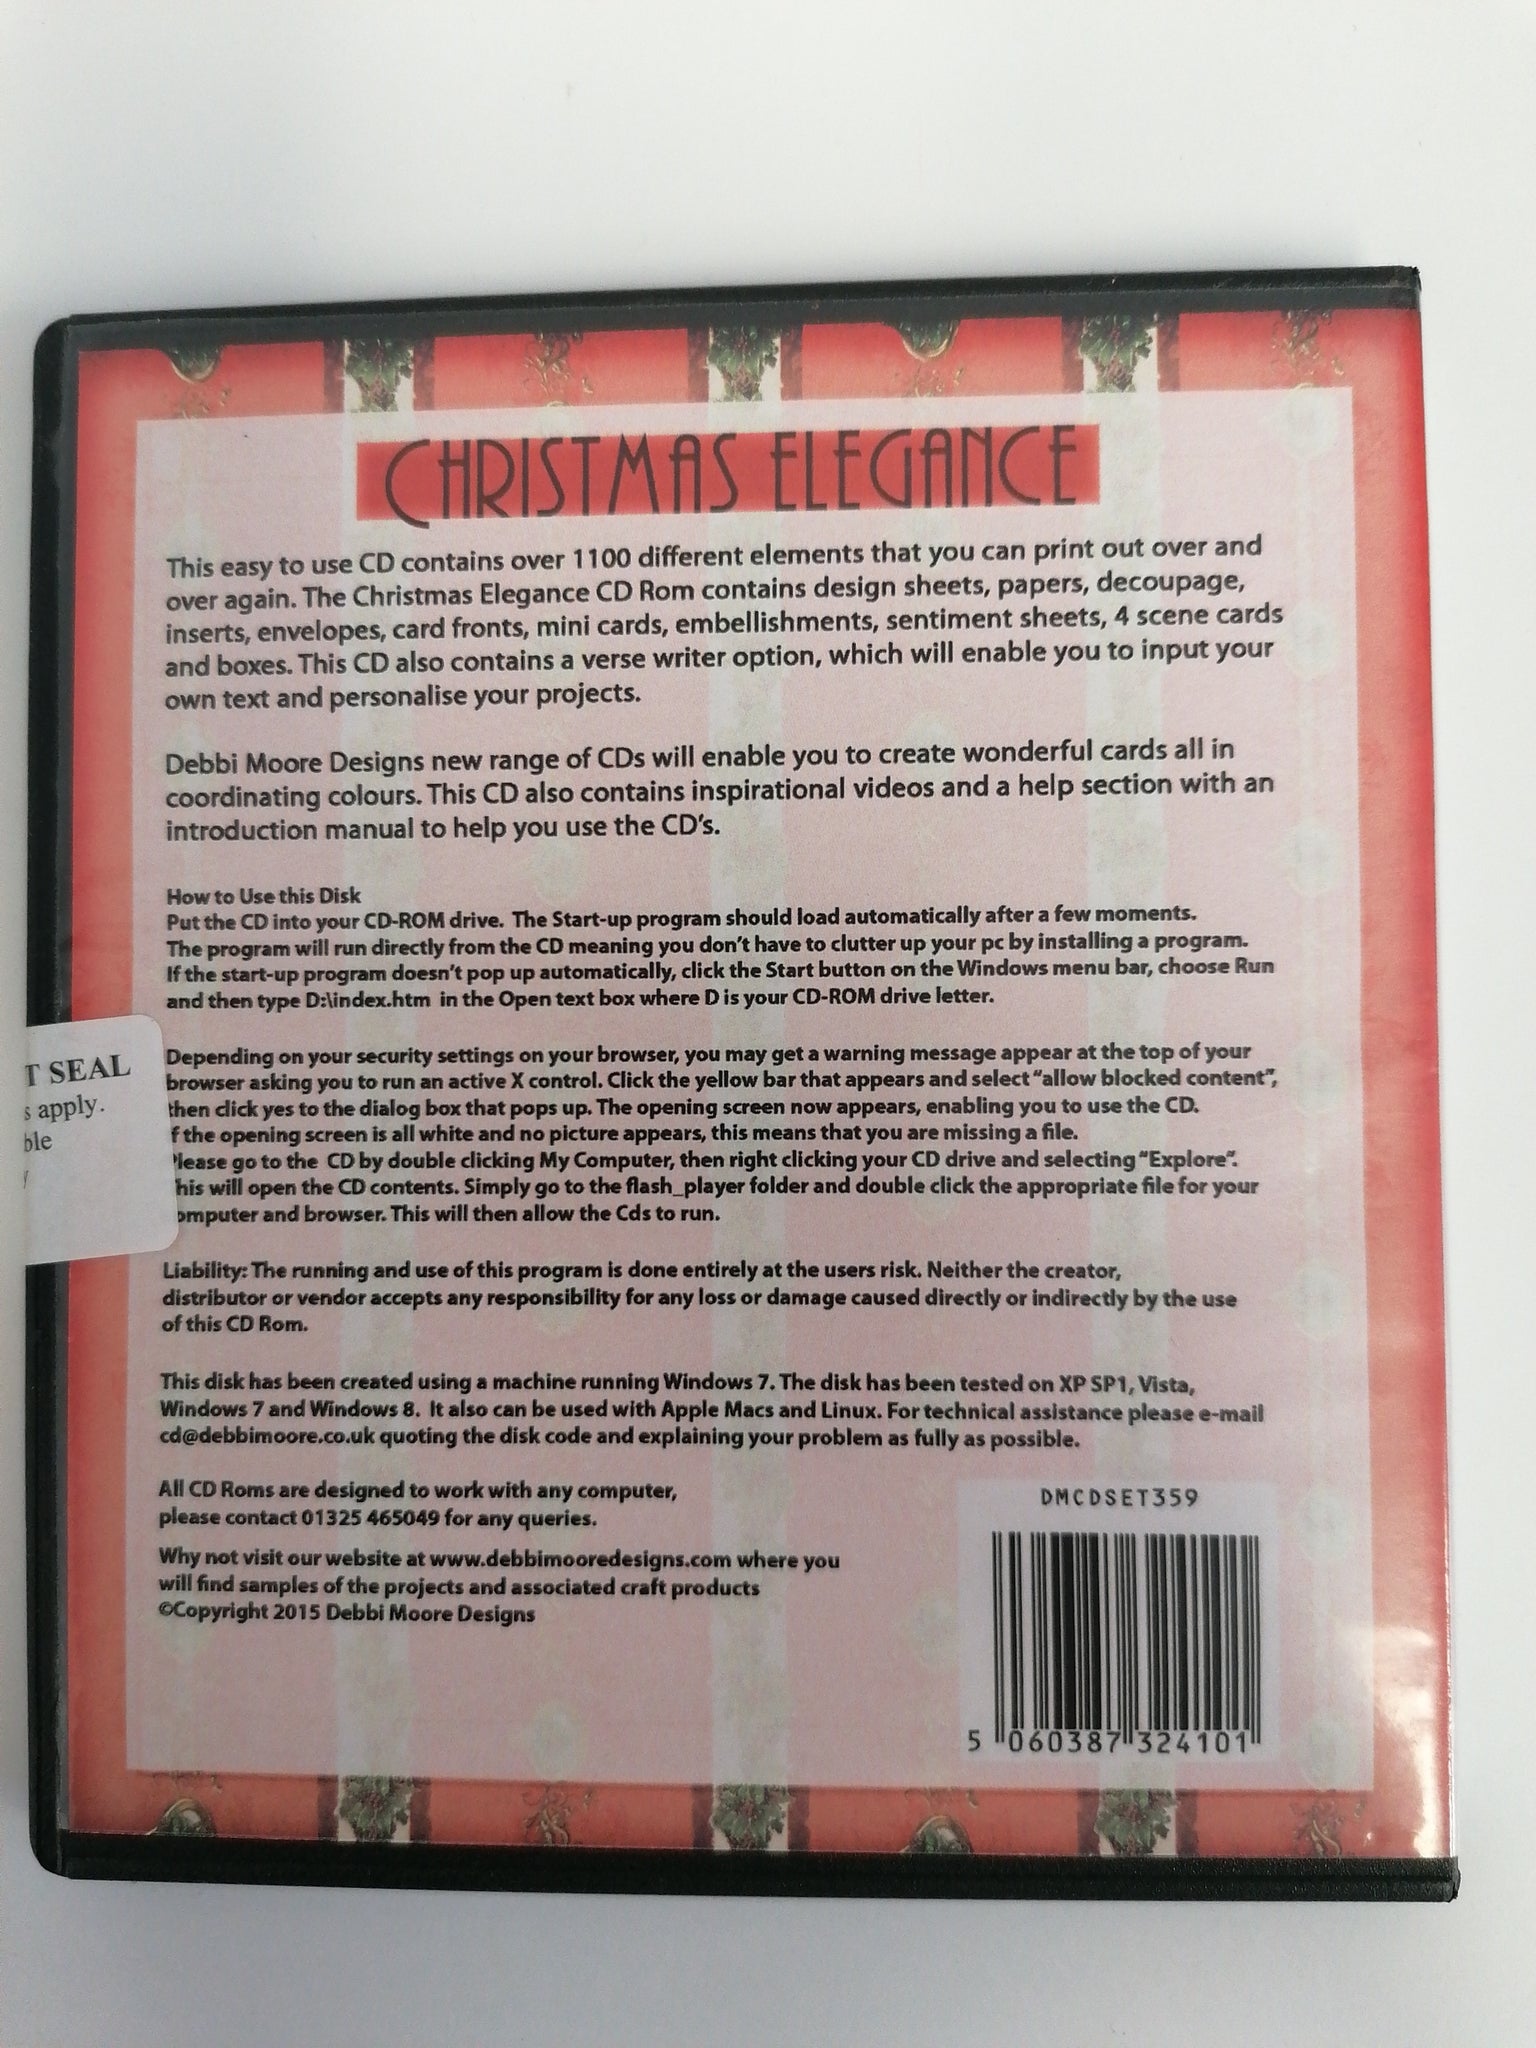 CHRISTMAS ELEGANCE
This easy to use CD contains over 1100 different elements that you can print out over and
over again. The Christmas Elegance CD Rom contains design sheets, papers, decoupage,
inserts, envelopes, card fronts, mini cards, embellishments, sentiment sheets, 4 scene cards
and boxes. This CD also contains a verse writer option, which will enable you to input your
own text and personalise your projects.
Debbi Moore Designs new range of CDs will enable you to create wonderful cards all in
coordinating colours. This CD also contains inspirational videos and a help section with an
introduction manual to help you use the CD's.
How to Use this Disk
Put the CD into your CD-ROM drive. The Start-up program should load automatically after a few moments.
The program will run directly from the CD meaning you don't have to clutter up your pc by installing a program.
If the start-up program doesn't pop up automatically, click the Start button on the Windows menu bar, choose Run
and then type D:\index.htm in the Open text box where D is your CD-ROM drive letter.
Depending on your security settings on your browser, you may get a warning message appear at the top of your
browser asking you to run an active X control. Click the yellow bar that appears and select "allow blocked content",
then click yes to the dialog box that pops up. The opening screen now appears, enabling you to use the CD.
f the opening screen is all white and no picture appears, this means that you are missing a file.
lease go to the CD by double clicking My Computer, then right clicking your CD drive and selecting "Explore".
his will open the CD contents. Simply go to the flash_player folder and double click the appropriate file for your
omputer and browser. This will then allow the Cds to run.
T SEAL
s apply.
ble
Liability: The running and use of this program is done entirely at the users risk. Neither the creator,
distributor or vendor accepts any responsibility for any loss or damage caused directly or indirectly by the use
of this CD Rom.
This disk has been created using a machine running Windows 7. The disk has been tested on XP SP1, Vista,
Windows 7 and Windows 8. It also can be used with Apple Macs and Linux. For technical assistance please e-mail
cd@debbimoore.co.uk quoting the disk code and explaining your problem as fully as possible.
All CD Roms are designed to work with any computer,
please contact 01325 465049 for any queries.
Why not visit our website at www.debbimooredesigns.com where you
will find samples of the projects and associated craft products
©Copyright 2015 Debbi Moore Designs
DMCDSET359
5 060387 324101